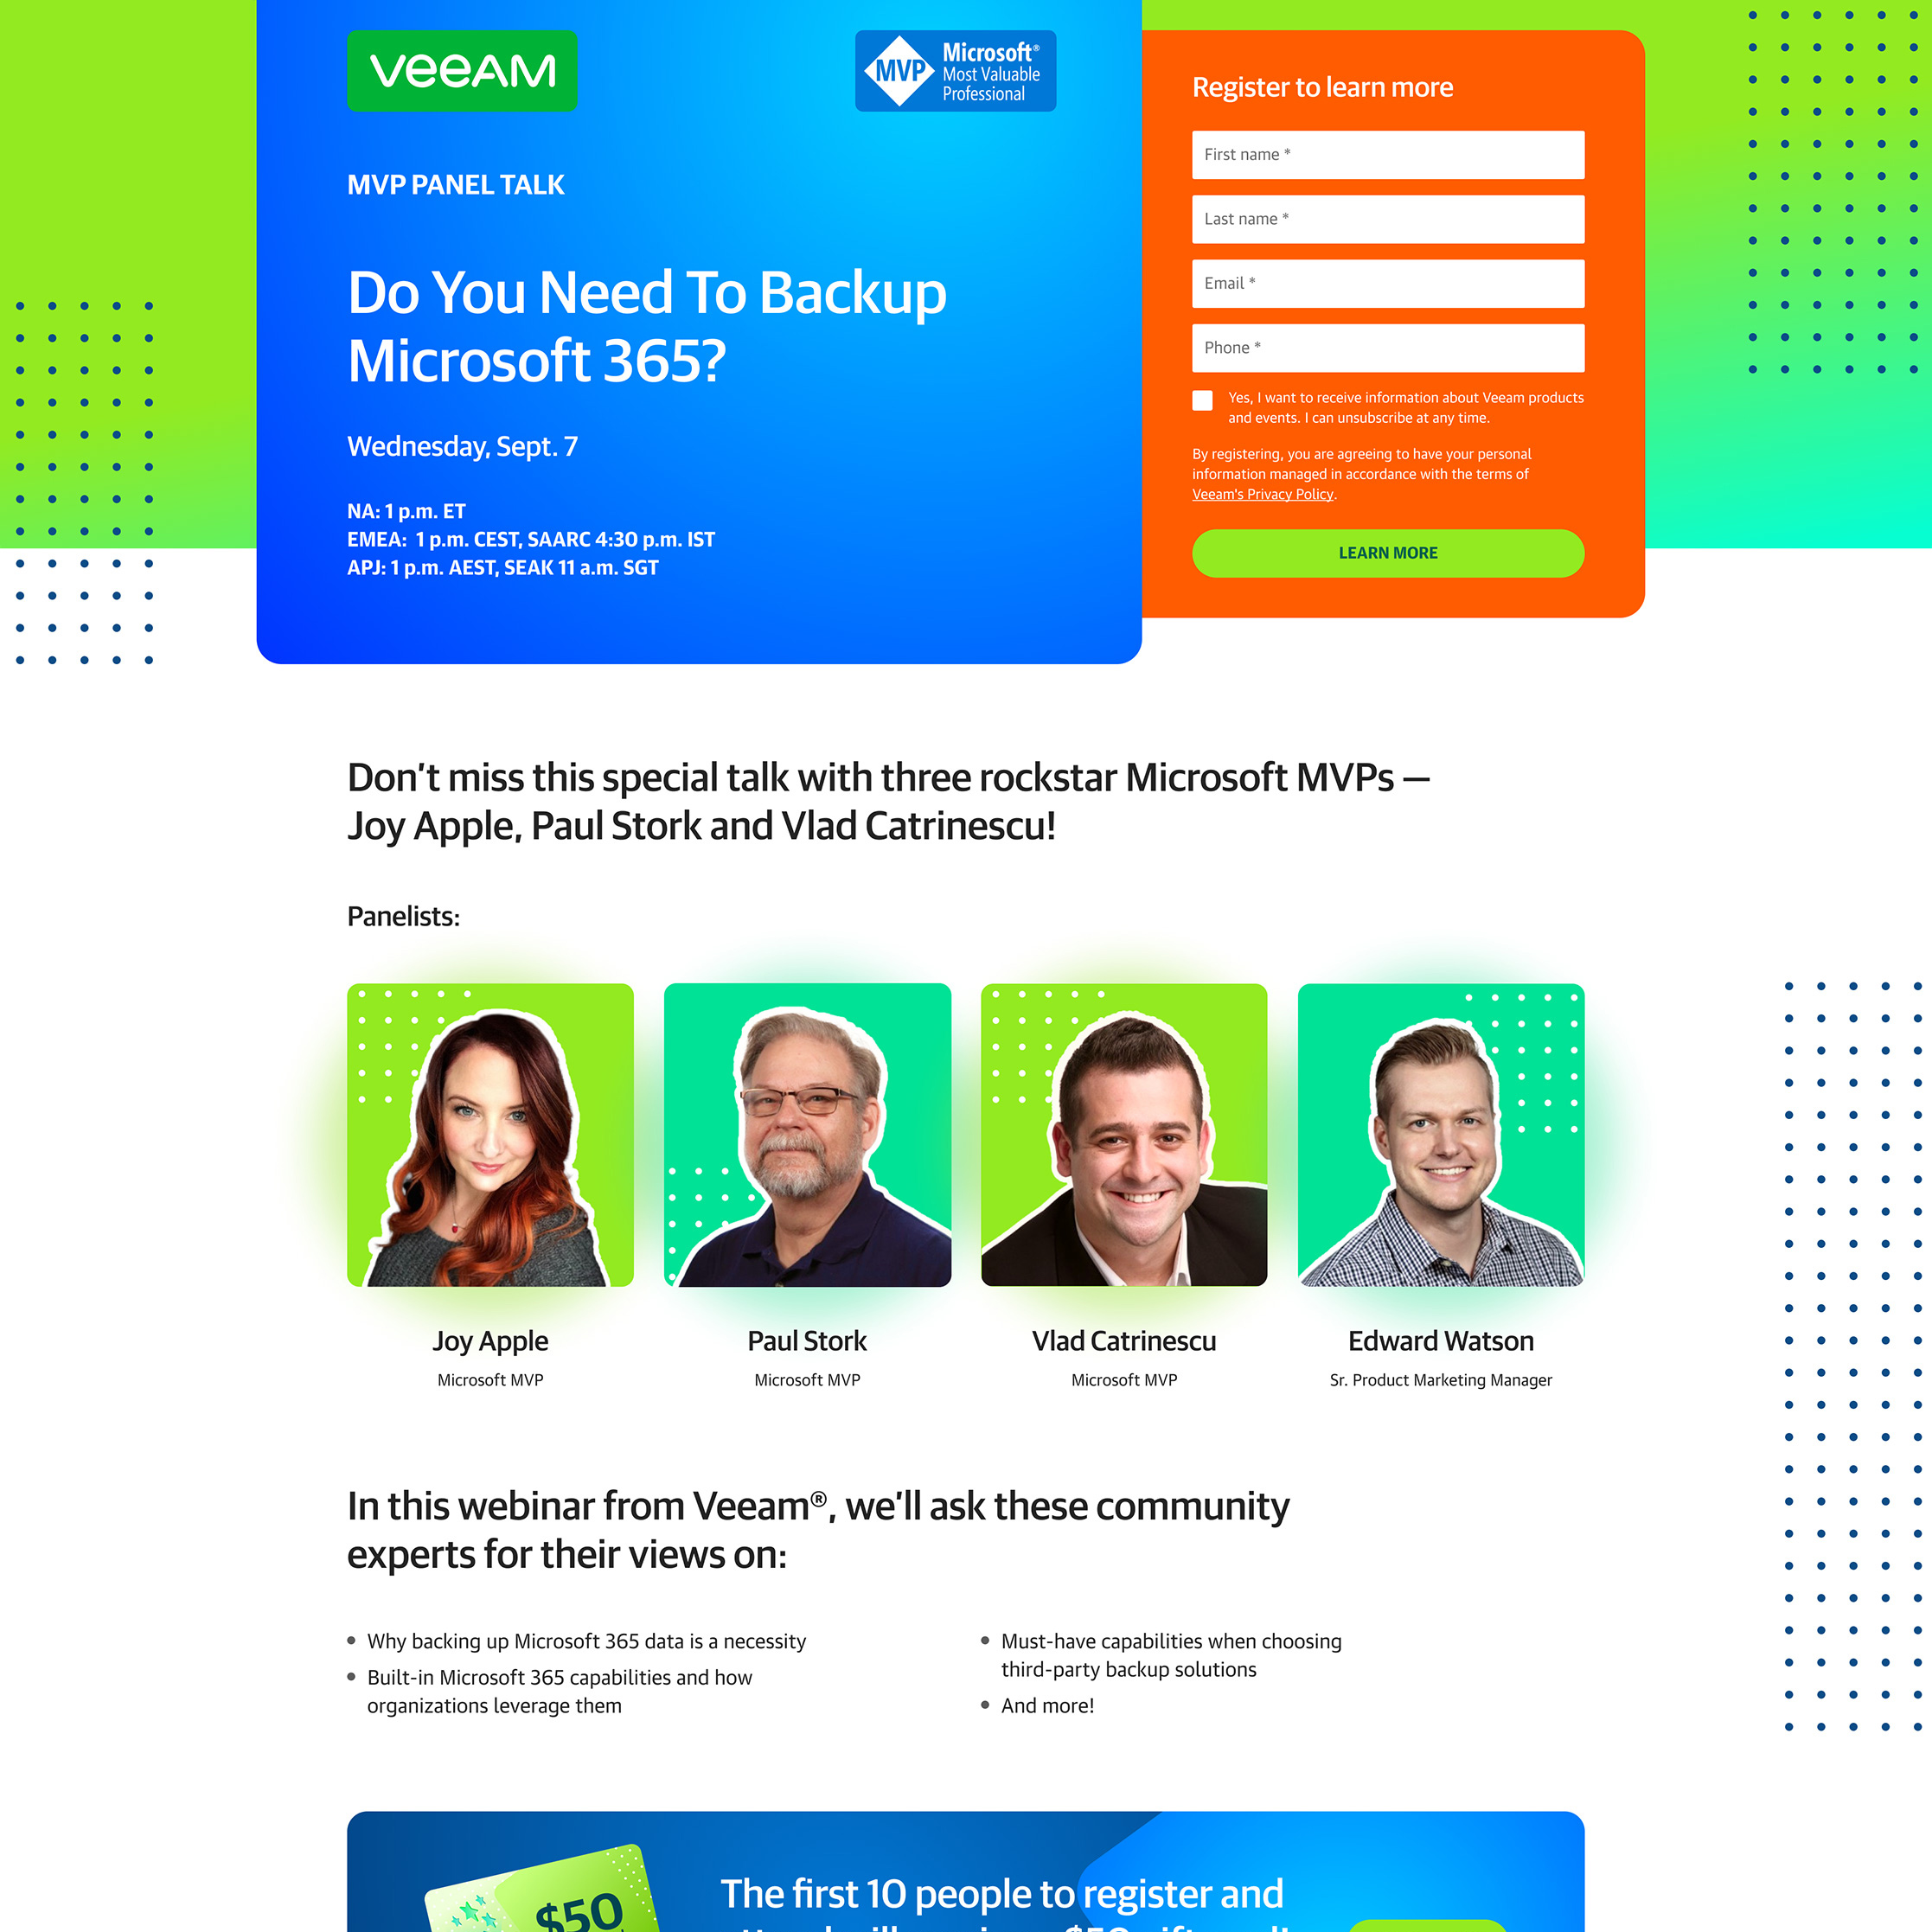 veeAM
MVP
Microsoft®
Most Valuable
Professional
MVP PANEL TALK
Do You Need To Backup
Microsoft 365?
Wednesday, Sept. 7
NA: 1 p.m. ET
EMEA: 1 p.m. CEST, SAARC 4:30 p.m. IST
APJ: 1 p.m. AEST, SEAK 11 a.m. SGT
Register to learn more
First name *
Last name *
Email *
Phone *
Yes, I want to receive information about Veeam products
and events. I can unsubscribe at any time.
By registering, you are agreeing to have your personal
information managed in accordance with the terms of
Veeam's Privacy Policy.
LEARN MORE
Don't miss this special talk with three rockstar Microsoft MVPs —
Joy Apple, Paul Stork and Vlad Catrinescu!
Panelists:
Joy Apple
Microsoft MVP
Paul Stork
Microsoft MVP
Vlad Catrinescu
Microsoft MVP
Edward Watson
Sr. Product Marketing Manager
In this webinar from Veeam®, we'll ask these community
experts for their views on:
Why backing up Microsoft 365 data is a necessity
Built-in Microsoft 365 capabilities and how
organizations leverage them
Must-have capabilities when choosing
third-party backup solutions
And more!
$50
The first 10 people to register and